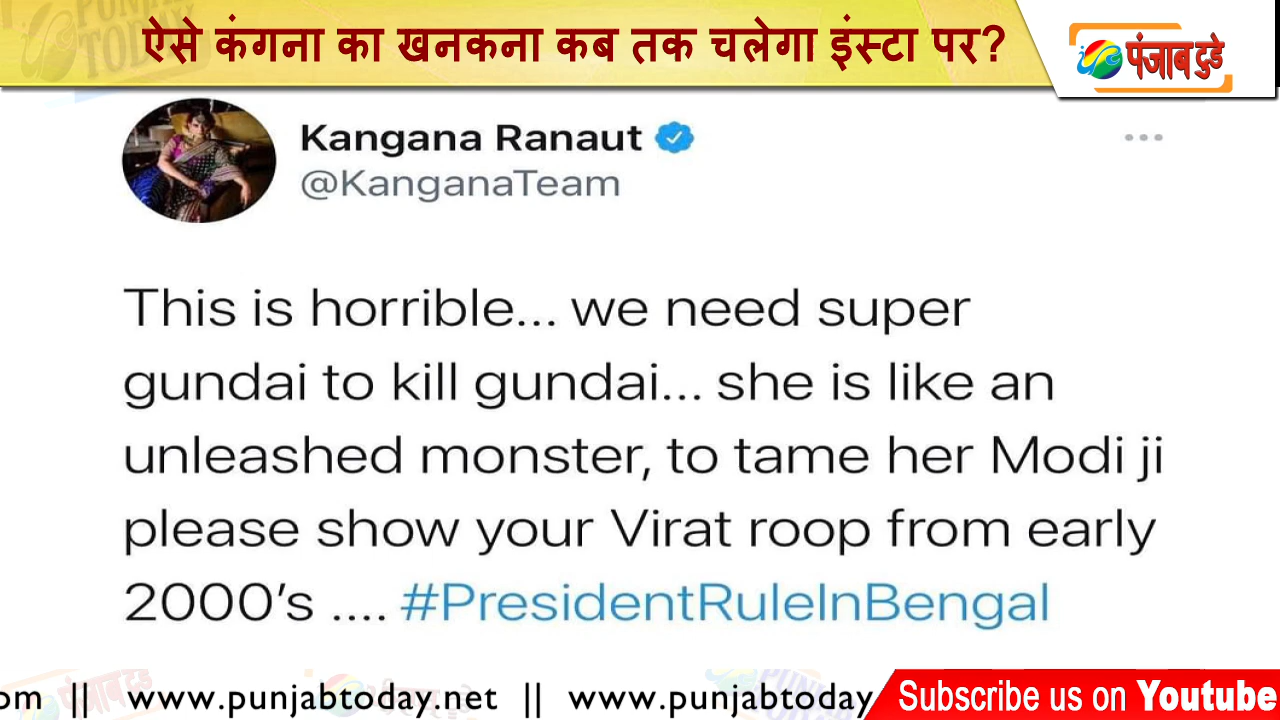 ऐसे कंगना का खनकना कब तक चलेगा इंस्टा पर?
पंजाब टुडे
Kangana Ranaut
@KanganaTeam
This is horrible... we need super
gundai to kill gundai... she is like an
unleashed monster, to tame her Modi ji
please show your Virat roop from early
2000's .... #PresidentRuleInBengal
om || www.punjabtoday.net || www.punjabtoday
Subscribe us on Youtube